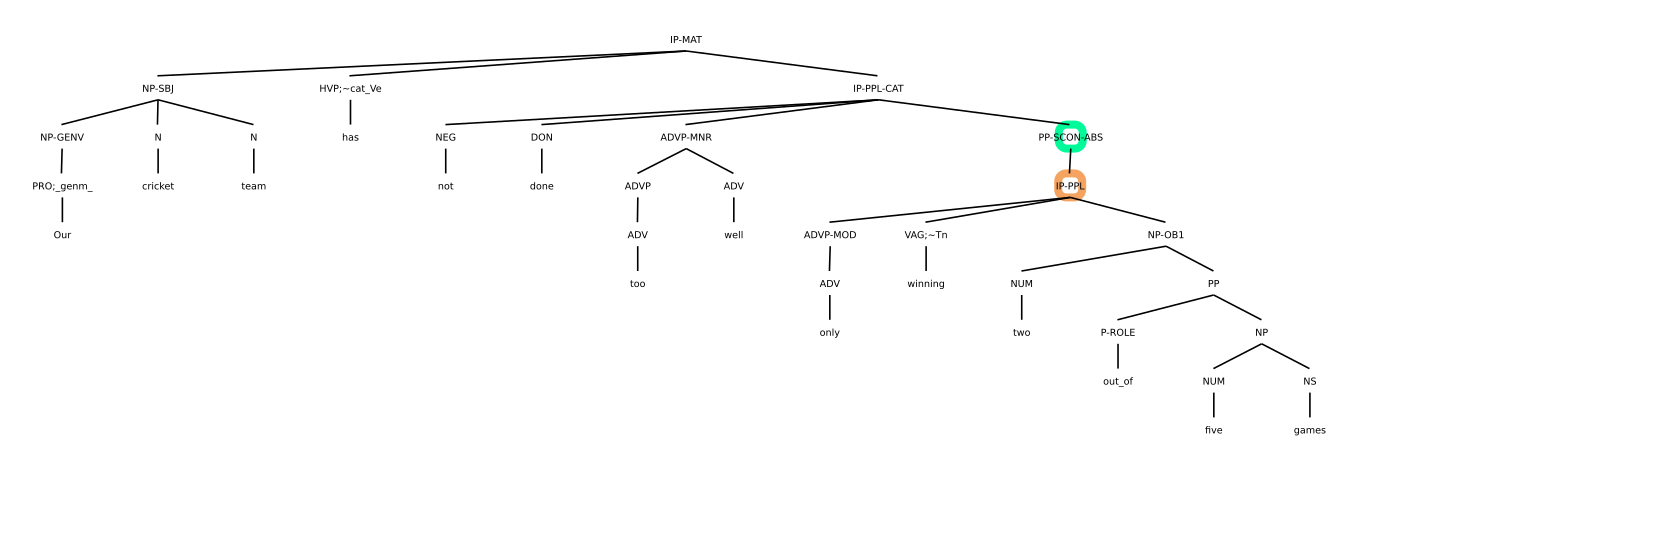 IP-MAT
NP-SBJ HVP;~cat_Ve IP-PPL-CAT
NP-GENV N N has NEG DON ADVP-MNR PP-SCON-ABS
PRO;_genm_ cricket team not done ADVP ADV IP-PPL
Our ADV well ADVP-MOD VAG;~Tn NP-OB1
too ADV winning NUM PP
only two P-ROLE NP
out_of NUM NS
five games